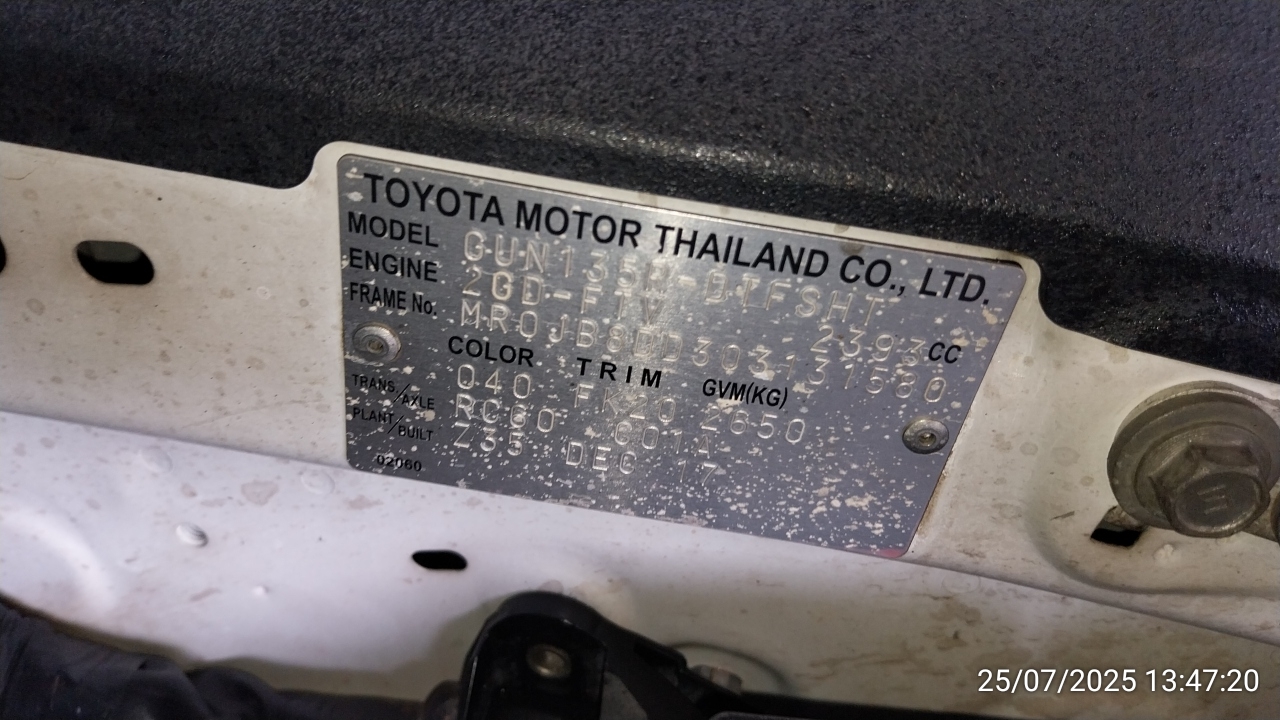 TOYOTA MOTOR THAILAND CO., LTD.
MODEL GUN135R-DTFSHT
ENGINE 2GD-FTV 2393 CC
FRAME No. MR0JB8DD303131580
COLOR TRIM GVM(KG)
040 FK20 2650
TRANS/AXLE RC60 G01A
PLANT/BUILT Z35 DEC 17
02060
25/07/2025 13:47:20